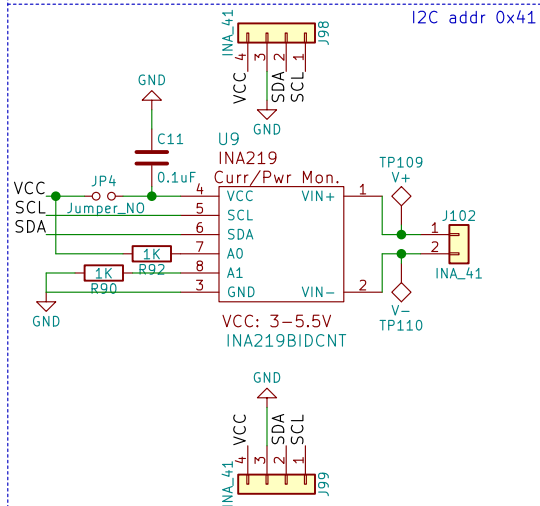 I2C addr 0x41
INA_41
J98
4 3 2 1
VCC
SDA
SCL
GND
GND
C11
0.1uF
U9
INA219
Curr/Pwr Mon.
TP109
V+
VCC
JP4
Jumper_NO
4 VCC
VIN+ 1
SCL
5 SCL
SDA
6 SDA
J102
1
2
INA_41
1K
R92
7 A0
1K
R90
8 A1
3 GND
VIN- 2
GND
V-
TP110
VCC: 3-5.5V
INA219BIDCNT
GND
VCC
SDA
SCL
4 3 2 1
INA_41
J99